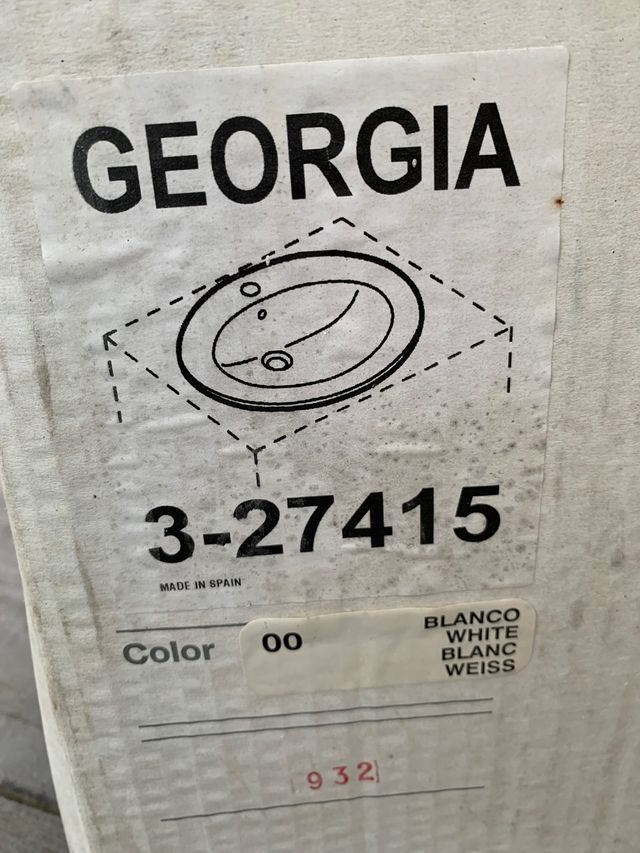 GEORGIA
3-27415
MADE IN SPAIN
Color 00 BLANCO
WHITE
BLANC
WEISS
932